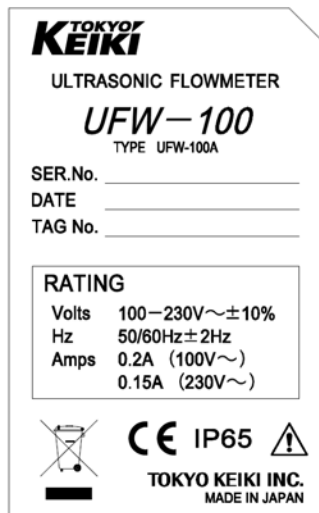 TOKYO
KEIKI
ULTRASONIC FLOWMETER
UFW-100
TYPE UFW-100A
SER.No.
DATE
TAG No.
RATING
Volts 100-230V~±10%
Hz 50/60Hz±2Hz
Amps 0.2A (100V~)
0.15A (230V~)
CE IP65
TOKYO KEIKI INC.
MADE IN JAPAN